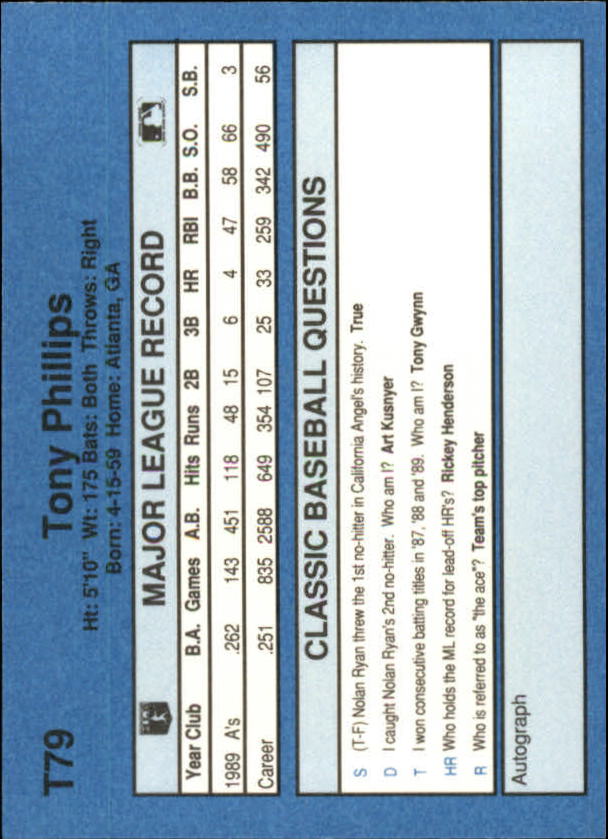 T79 Tony Phillips
Ht: 5'10" Wt: 175 Bats: Both Throws: Right
Born: 4-15-59 Home: Atlanta, GA
MAJOR LEAGUE RECORD
Year Club B.A. Games A.B. Hits Runs 2B 3B HR RBI B.B. S.O. S.B.
1989 A's .262 143 451 118 48 15 6 4 47 58 66 3
Career .251 835 2588 649 354 107 25 33 259 342 490 56
CLASSIC BASEBALL QUESTIONS
S (T-F) Nolan Ryan threw the 1st no-hitter in California Angel's history. True
D I caught Nolan Ryan's 2nd no-hitter. Who am I? Art Kusnyer
T I won consecutive batting titles in '87, '88 and '89. Who am I? Tony Gwynn
HR Who holds the ML record for lead-off HR's? Rickey Henderson
R Who is referred to as "the ace"? Team's top pitcher
Autograph